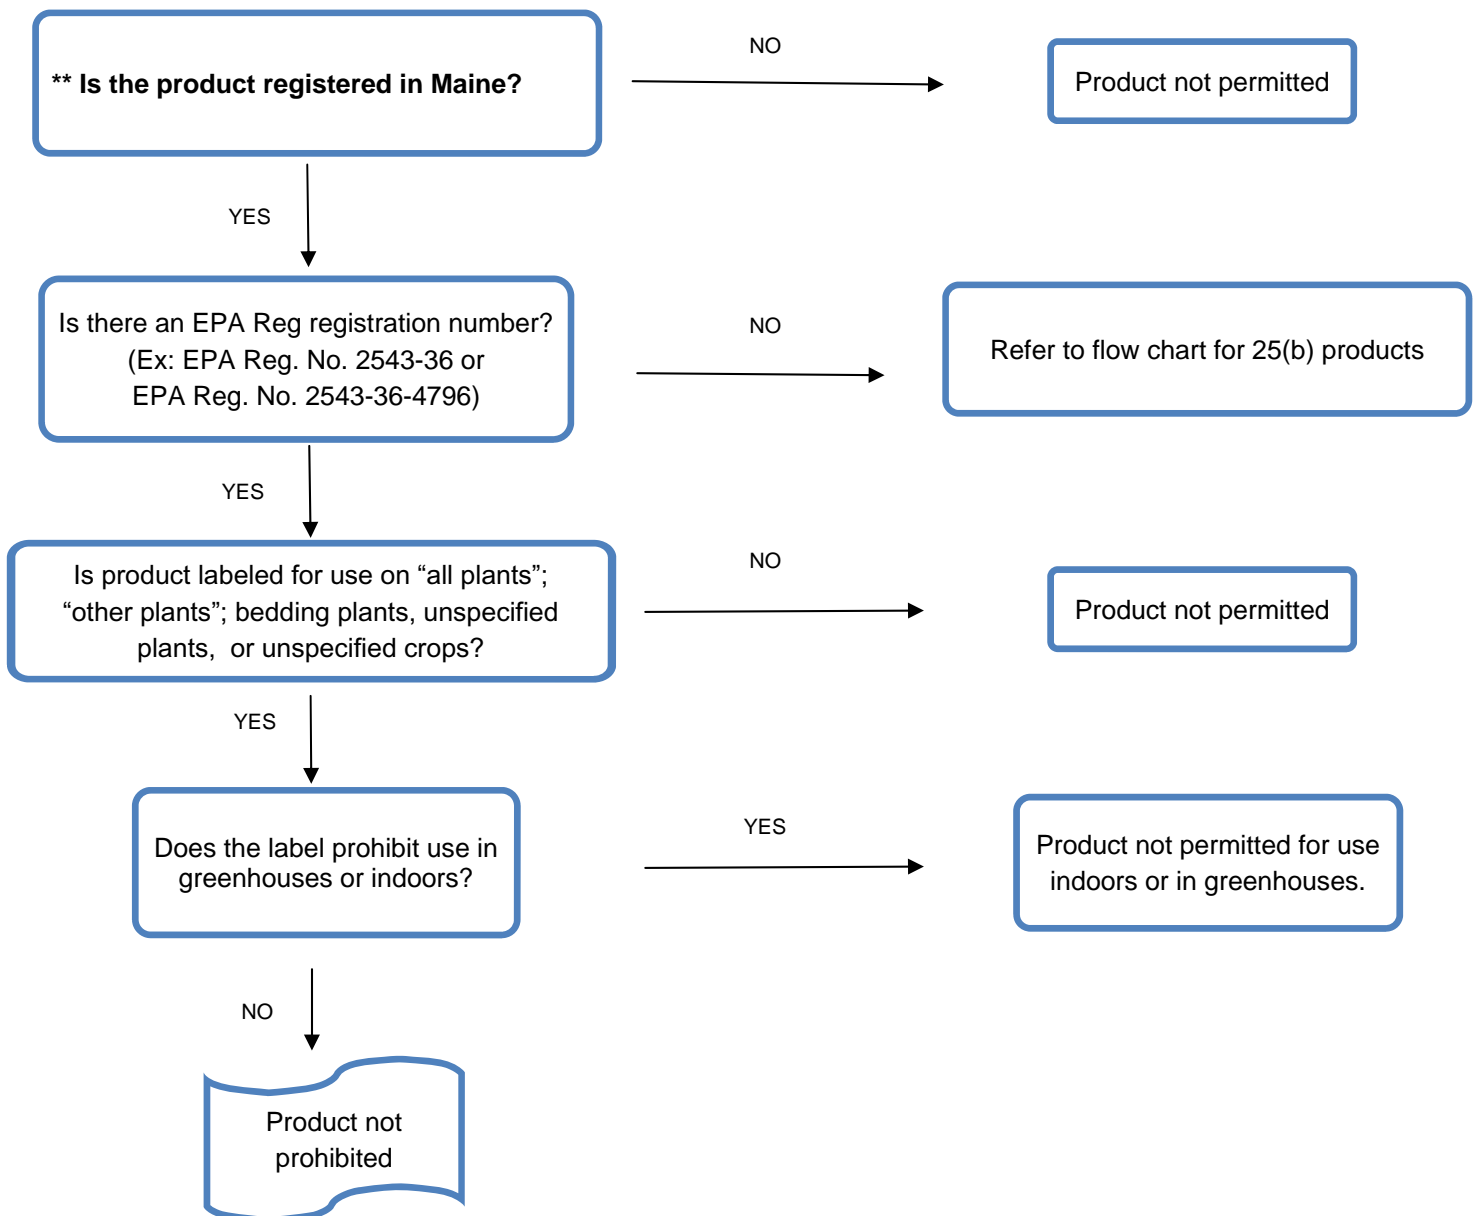 ** Is the product registered in Maine?
NO
Product not permitted
YES
Is there an EPA Reg registration number?
(Ex: EPA Reg. No. 2543-36 or
EPA Reg. No. 2543-36-4796)
NO
Refer to flow chart for 25(b) products
YES
Is product labeled for use on “all plants”;
“other plants”; bedding plants, unspecified
plants,  or unspecified crops?
NO
Product not permitted
YES
Does the label prohibit use in
greenhouses or indoors?
YES
Product not permitted for use
indoors or in greenhouses.
NO
Product not
prohibited